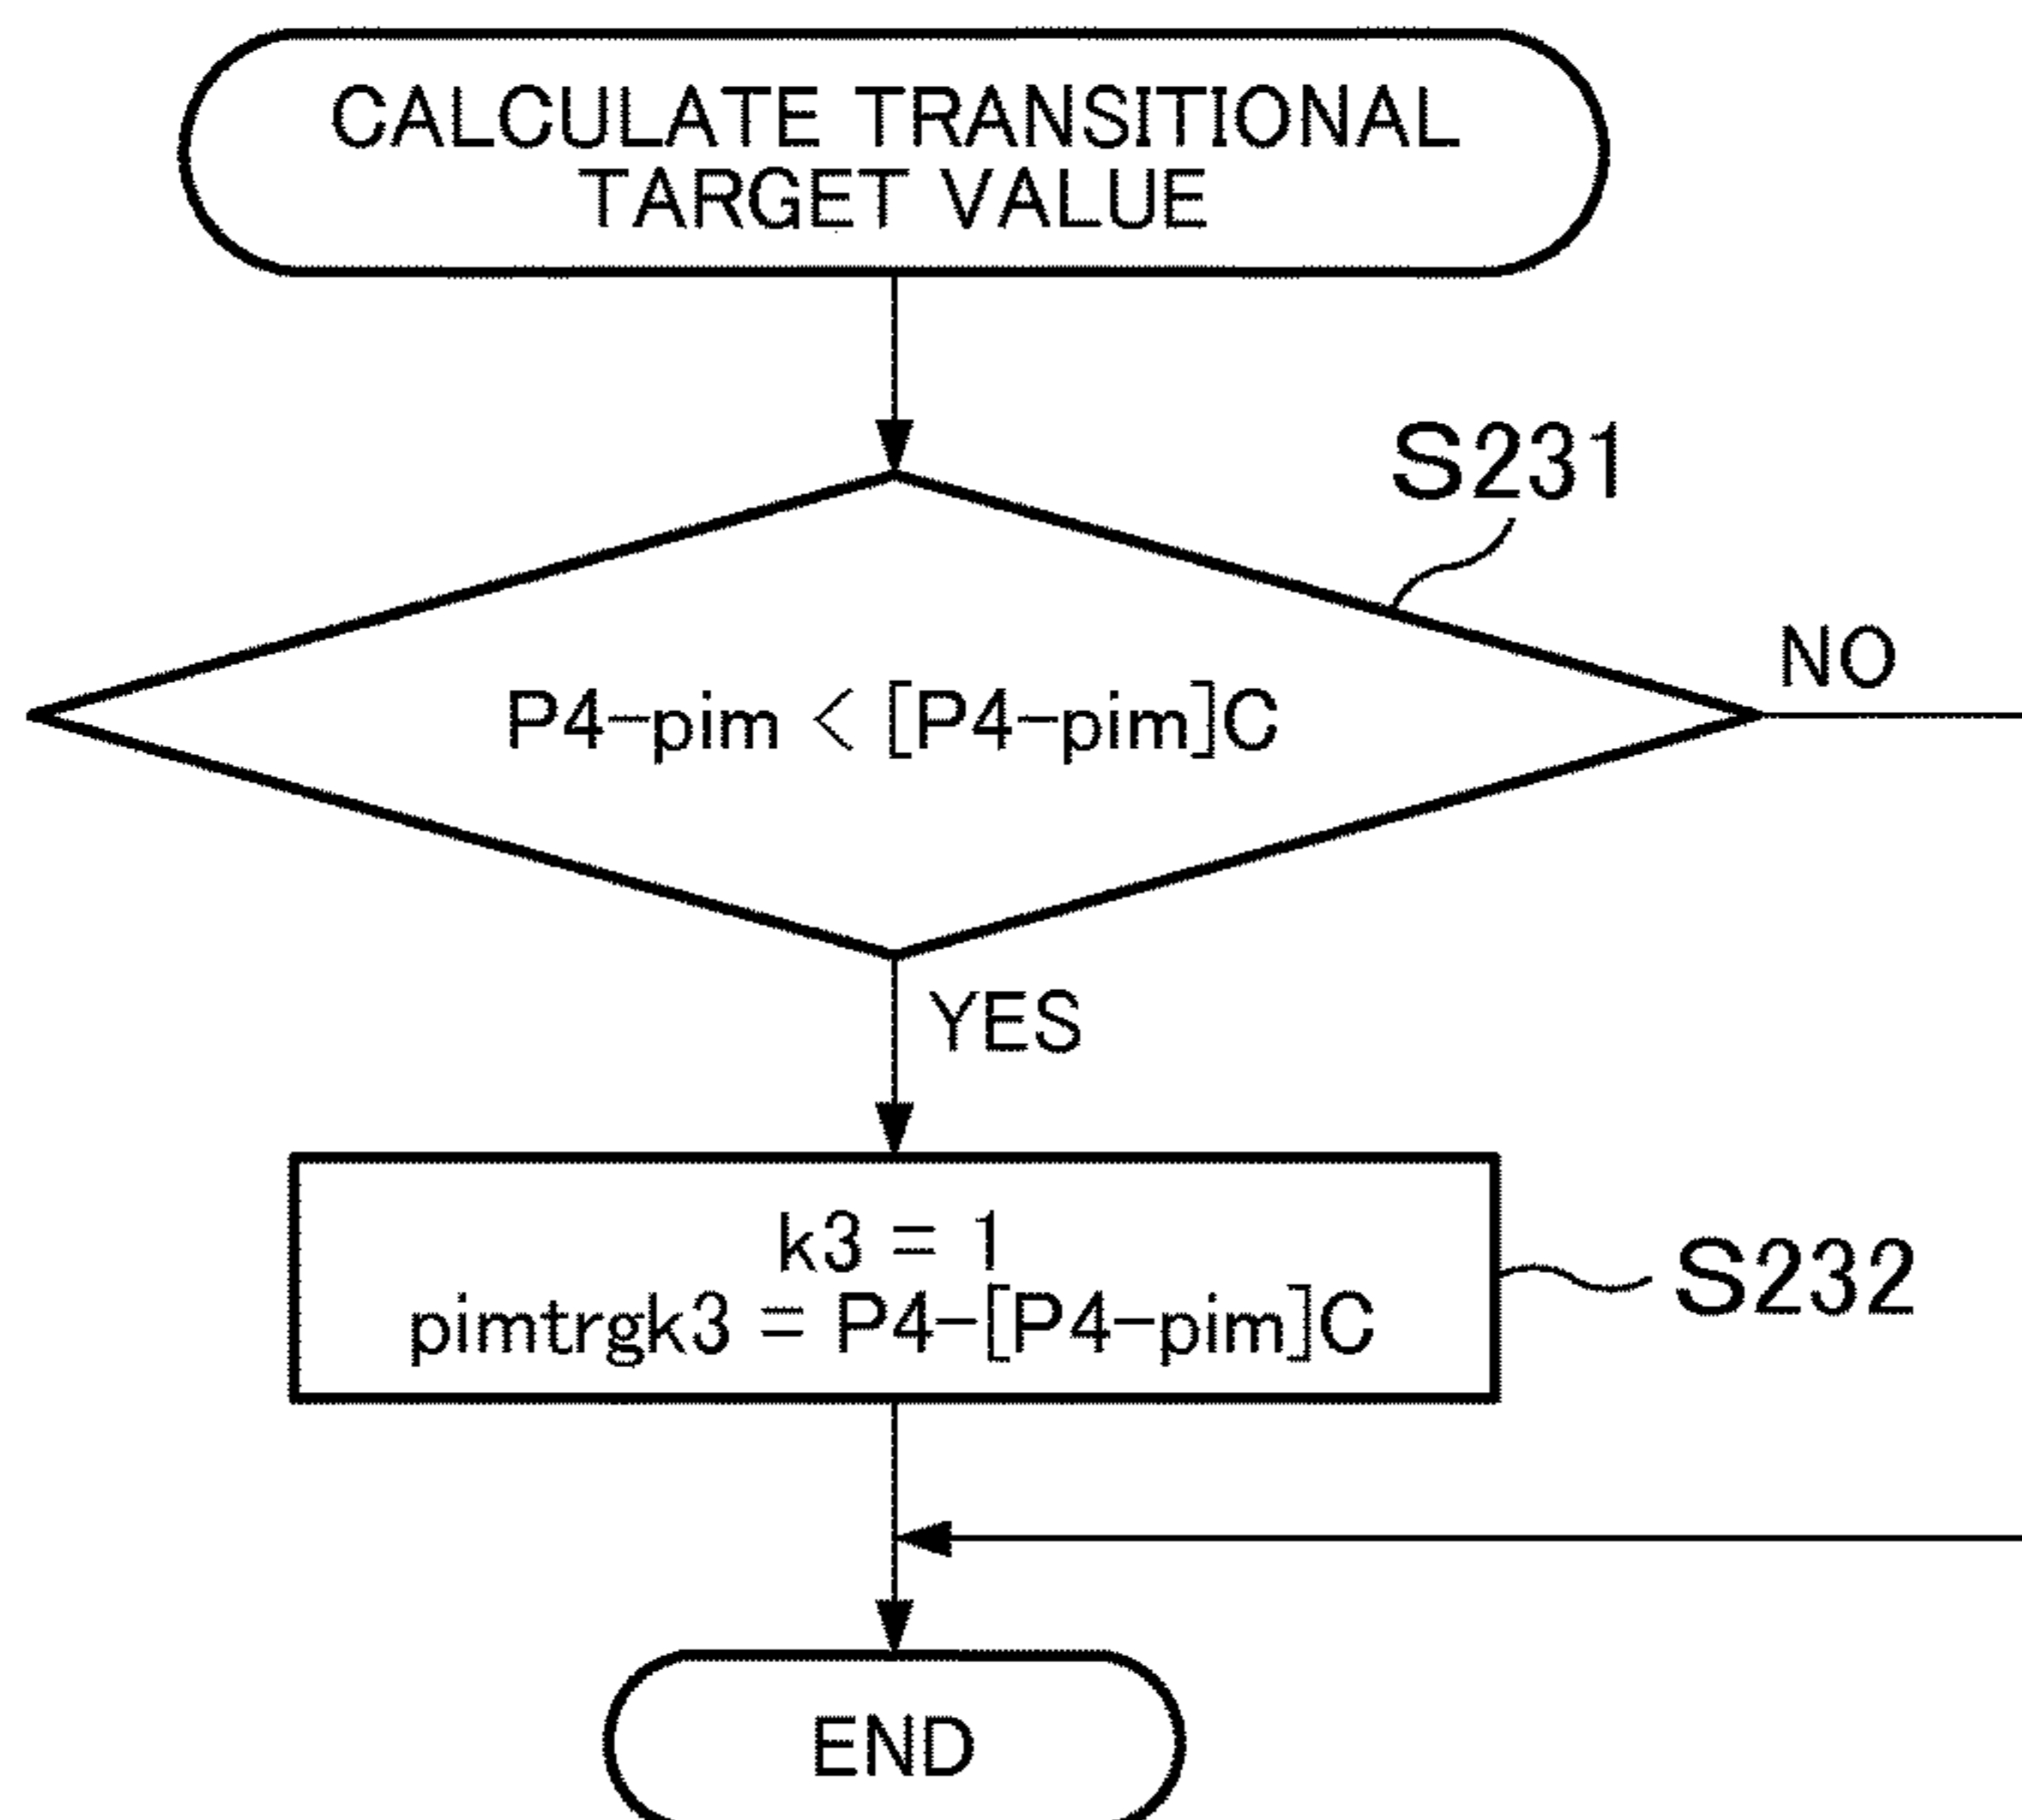 CALCULATE TRANSITIONAL
TARGET VALUE
S231
P4-pim < [P4-pim]C
NO
YES
k3 = 1
pimtrgk3 = P4-[P4-pim]C
S232
END